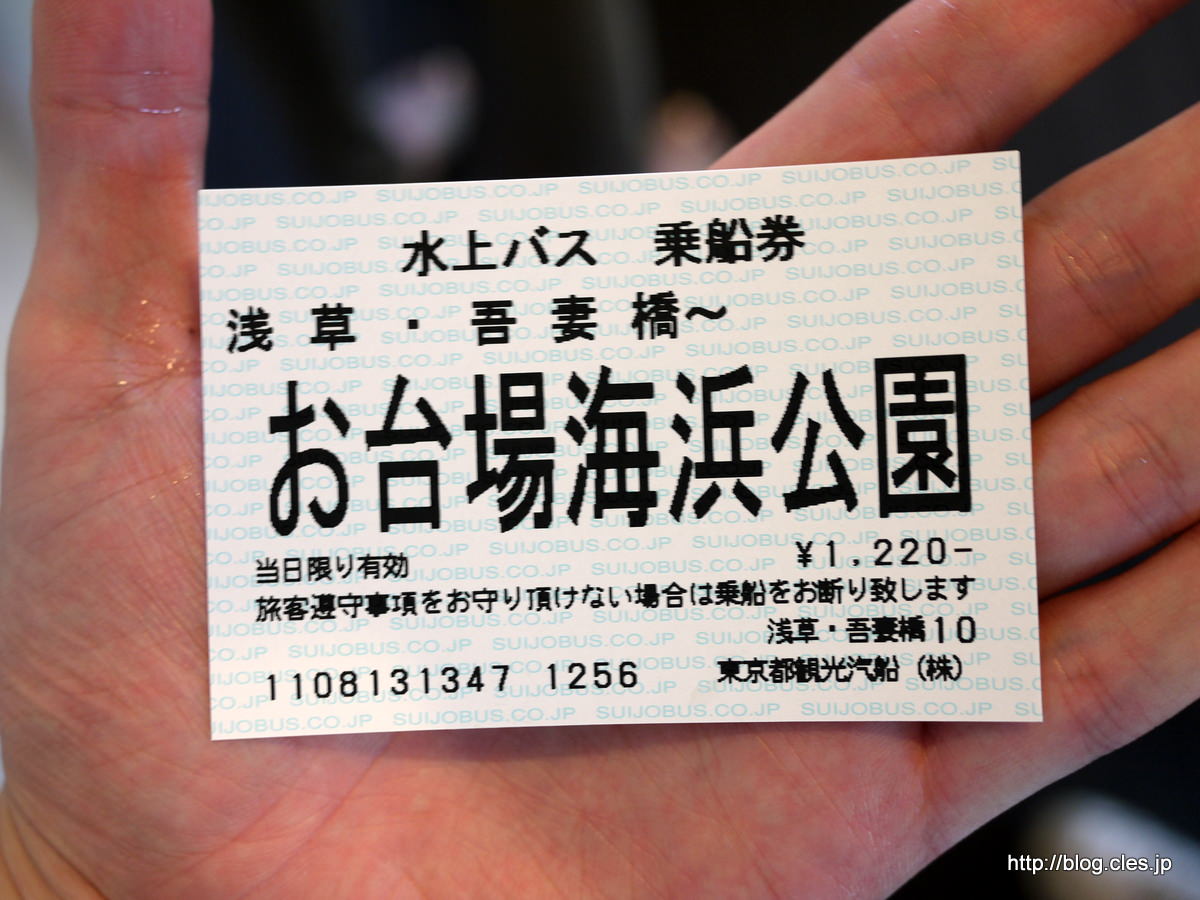 水上バス 乗船券
浅草・吾妻橋～
お台場海浜公園
¥1,220-
当日限り有効
旅客遵守事項をお守り頂けない場合は乗船をお断り致します
浅草・吾妻橋10
1108131347 1256 東京都観光汽船（株）
SUIJOBUS.CO.JP
http://blog.cles.jp